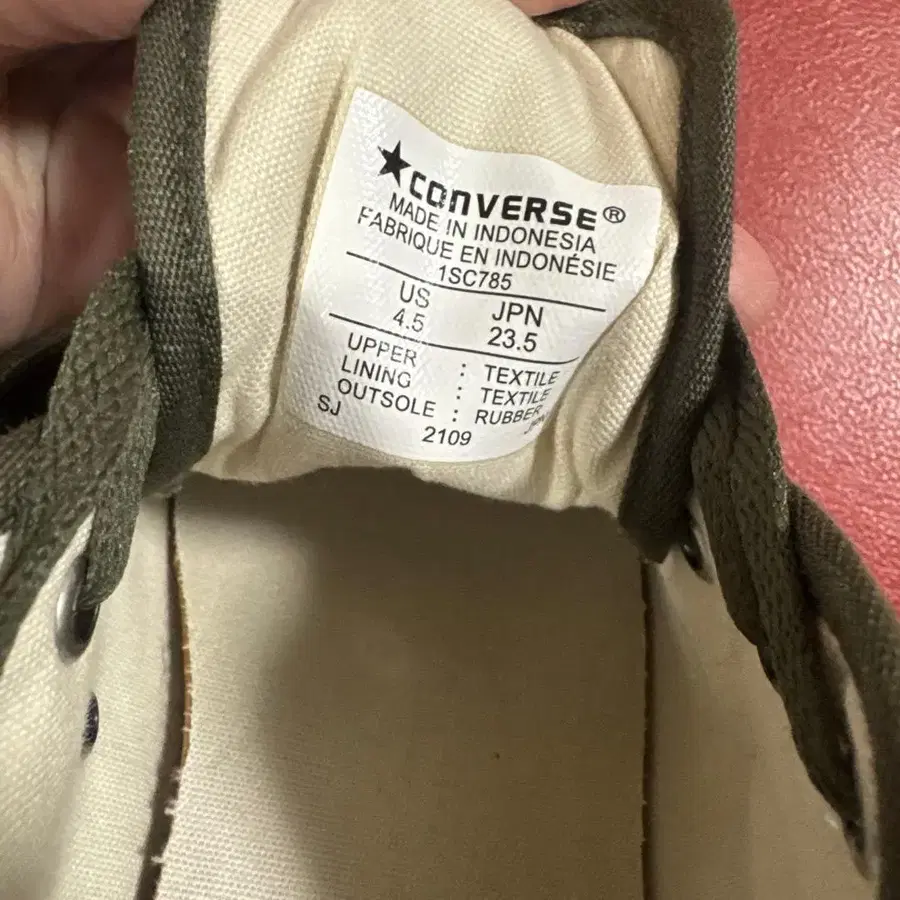 ★CONVERSE®
MADE IN INDONESIA
FABRIQUE EN INDONÉSIE
1SC785
US JPN
4.5 23.5
UPPER : TEXTILE
LINING : TEXTILE
OUTSOLE : RUBBER
SJ 2109